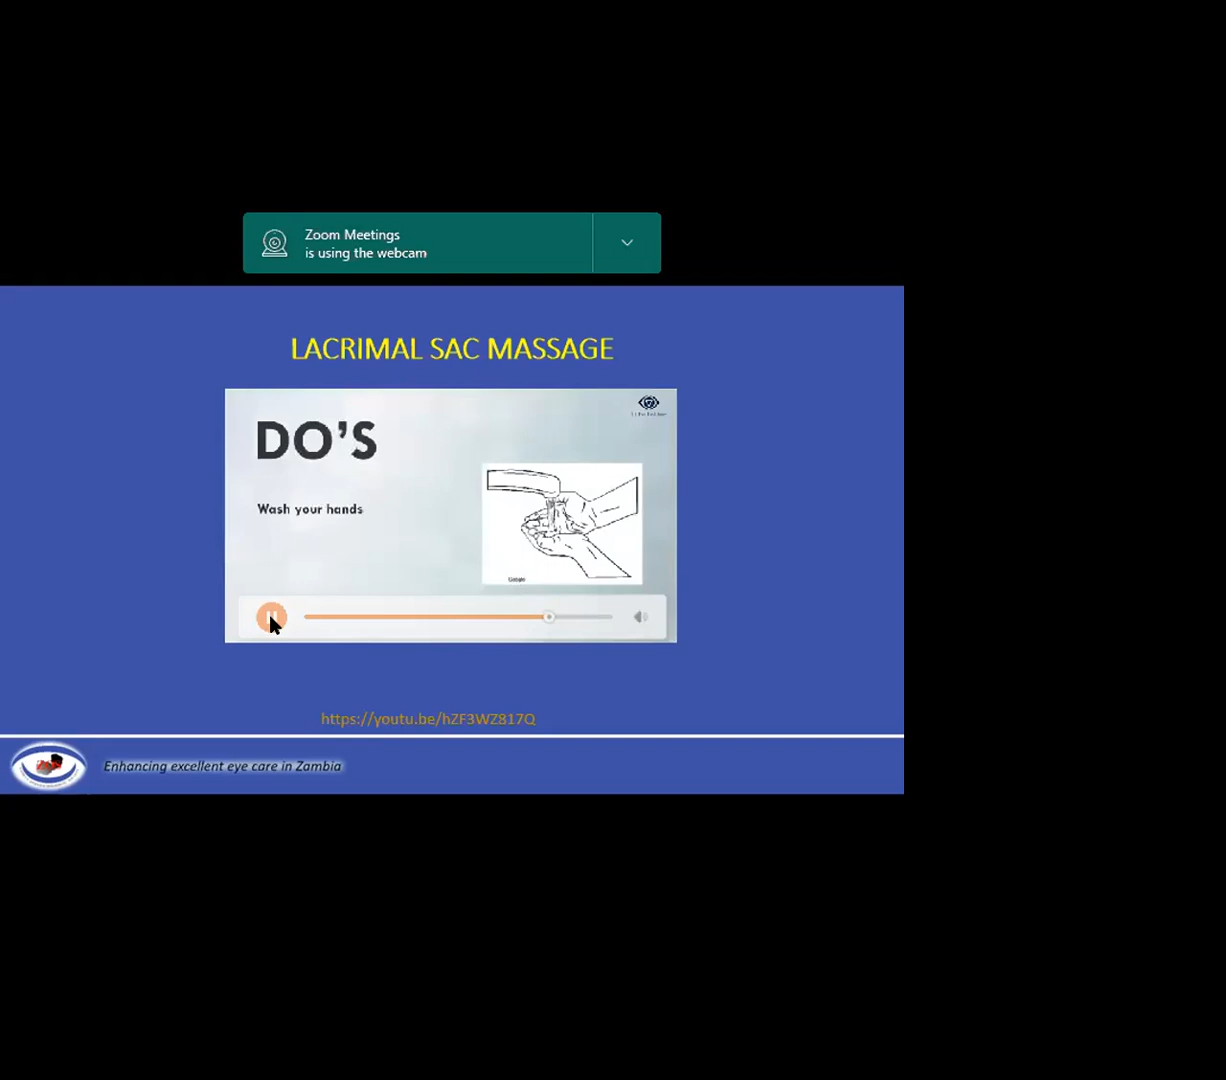 Zoom Meetings
is using the webcam
LACRIMAL SAC MASSAGE
DO'S
Wash your hands
Google
https://youtu.be/hZF3WZ817Q
Enhancing excellent eye care in Zambia